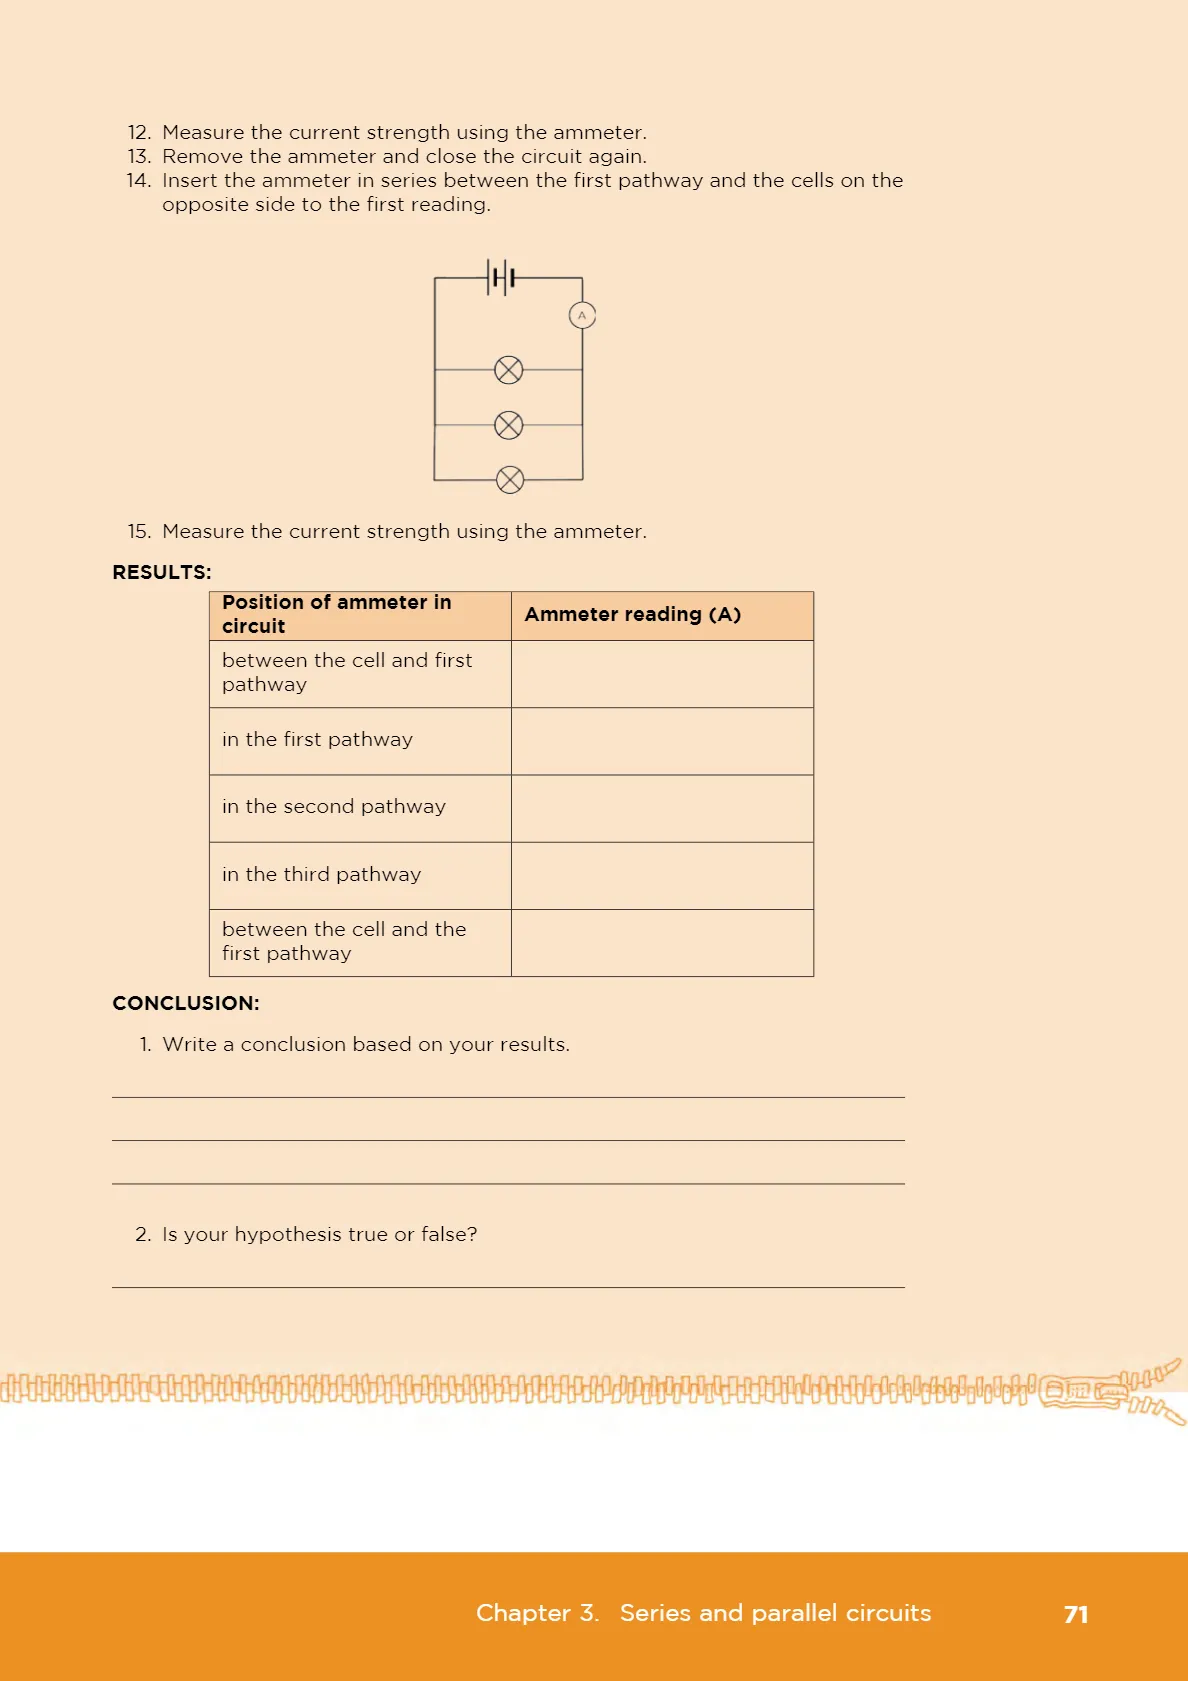 12. Measure the current strength using the ammeter.
13. Remove the ammeter and close the circuit again.
14. Insert the ammeter in series between the first pathway and the cells on the
opposite side to the first reading.
A
15. Measure the current strength using the ammeter.
RESULTS:
Position of ammeter in
circuit
Ammeter reading (A)
between the cell and first
pathway
in the first pathway
in the second pathway
in the third pathway
between the cell and the
first pathway
CONCLUSION:
1. Write a conclusion based on your results.
2. Is your hypothesis true or false?
Chapter 3. Series and parallel circuits 71